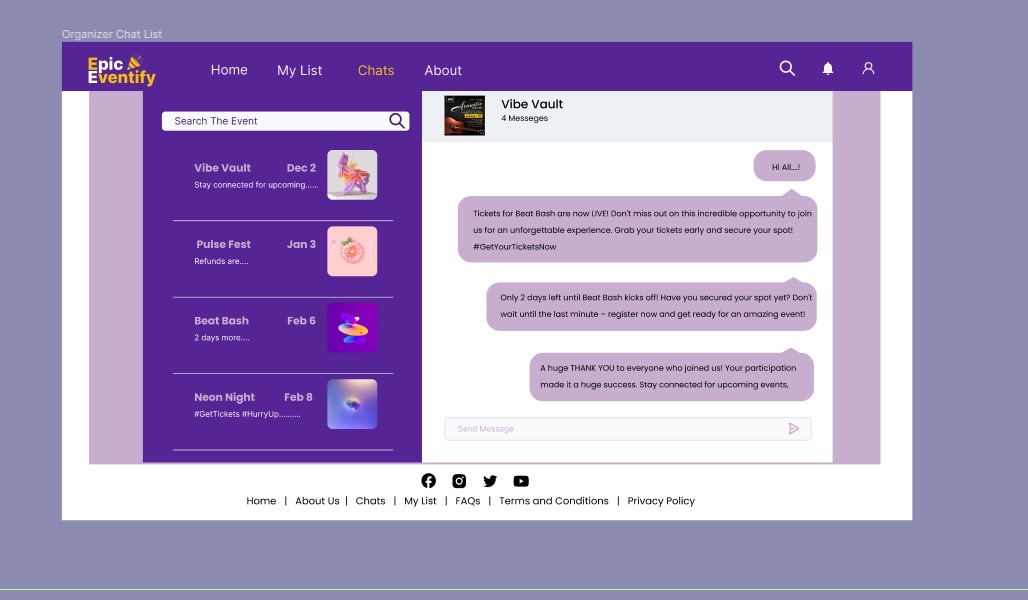 Organizer Chat List
Epic
Eventify
Home My List Chats About
Search The Event
Vibe Vault Dec 2
Stay connected for upcoming......
Pulse Fest Jan 3
Refunds are....
Beat Bash Feb 6
2 days more....
Neon Night Feb 8
#GetTIckets #HurryUp..........
Acoustic
Vibe Vault
4 Messeges
Hi All...!
Tickets for Beat Bash are now LIVE! Don't miss out on this incredible opportunity to join
us for an unforgettable experience. Grab your tickets early and secure your spot!
#GetYourTicketsNow
Only 2 days left until Beat Bash kicks off! Have you secured your spot yet? Don't
wait until the last minute – register now and get ready for an amazing event!
A huge THANK YOU to everyone who joined us! Your participation
made it a huge success. Stay connected for upcoming events,
Send Message
Home | About Us | Chats | My List | FAQs | Terms and Conditions | Privacy Policy